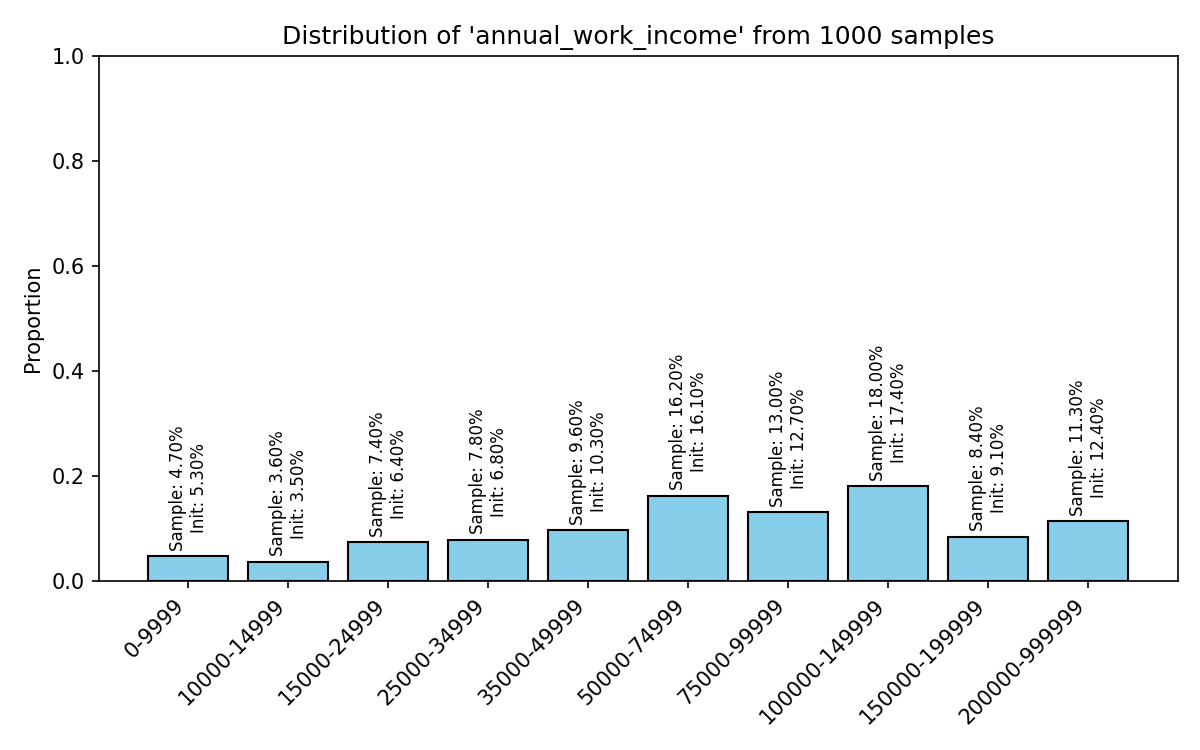 Distribution of 'annual_work_income' from 1000 samples
Proportion
1.0
0.8
0.6
0.4
0.2
0.0
Sample: 4.70%
Init: 5.30%
Sample: 3.60%
Init: 3.50%
Sample: 7.40%
Init: 6.40%
Sample: 7.80%
Init: 6.80%
Sample: 9.60%
Init: 10.30%
Sample: 16.20%
Init: 16.10%
Sample: 13.00%
Init: 12.70%
Sample: 18.00%
Init: 17.40%
Sample: 8.40%
Init: 9.10%
Sample: 11.30%
Init: 12.40%
0-9999
10000-14999
15000-24999
25000-34999
35000-49999
50000-74999
75000-99999
100000-149999
150000-199999
200000-9999999